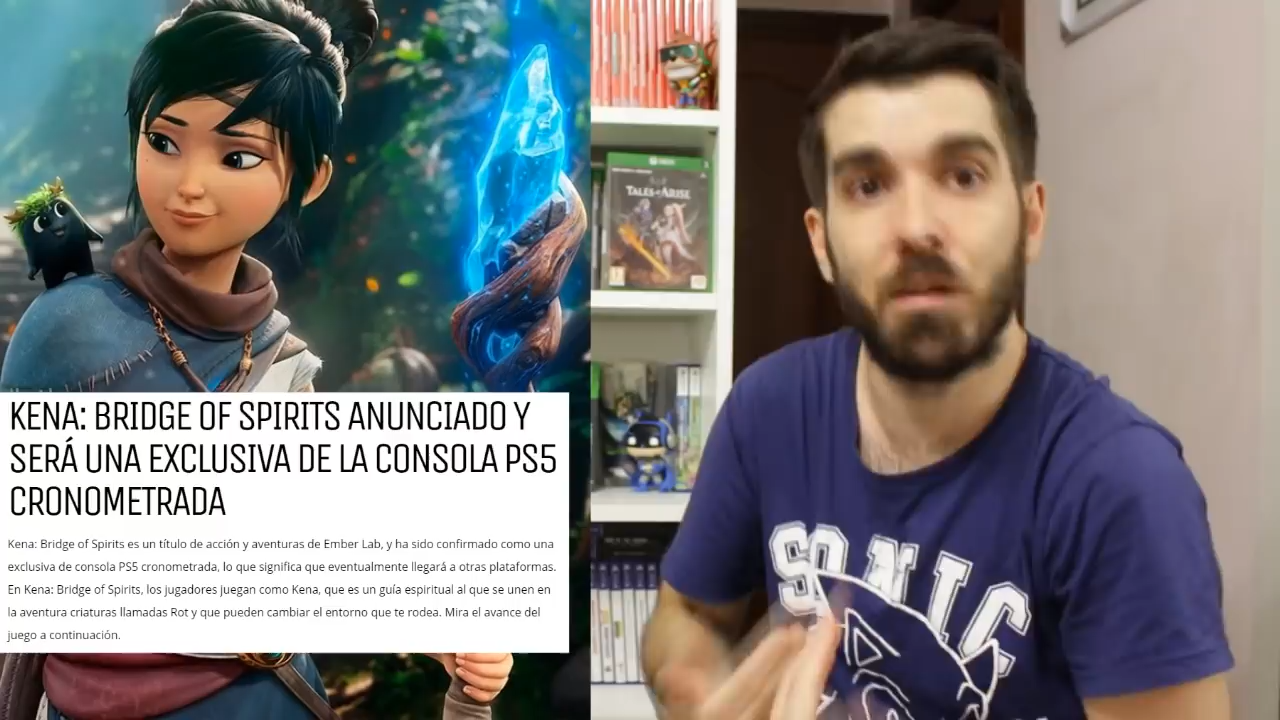 KENA: BRIDGE OF SPIRITS ANUNCIADO Y
SERÁ UNA EXCLUSIVA DE LA CONSOLA PS5
CRONOMETRADA
Kena: Bridge of Spirits es un título de acción y aventuras de Ember Lab, y ha sido confirmado como una
exclusiva de consola PS5 cronometrada, lo que significa que eventualmente llegará a otras plataformas.
En Kena: Bridge of Spirits, los jugadores juegan como Kena, que es un guía espiritual al que se unen en
la aventura criaturas llamadas Rot y que pueden cambiar el entorno que te rodea. Mira el avance del
juego a continuación.
XBOX
TALES of ARISE
SONIC